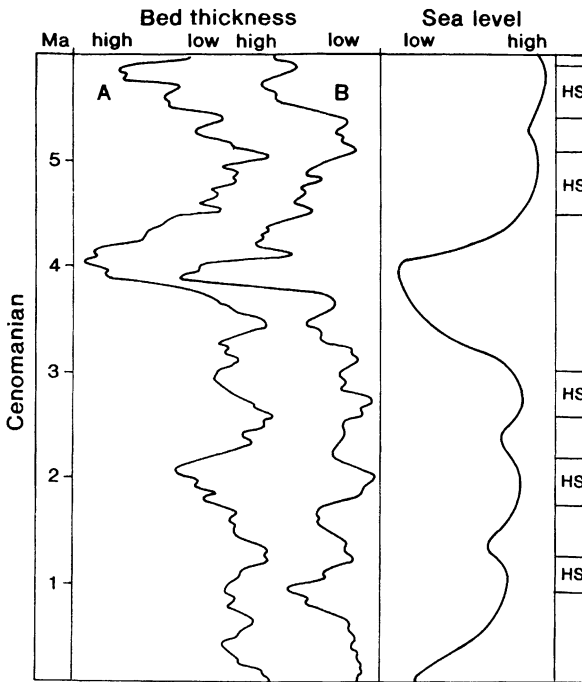 Bed thickness Sea level
Ma high low high low low high
A B HS
5 HS
4
Cenomanian
3 HS
2 HS
HS
1